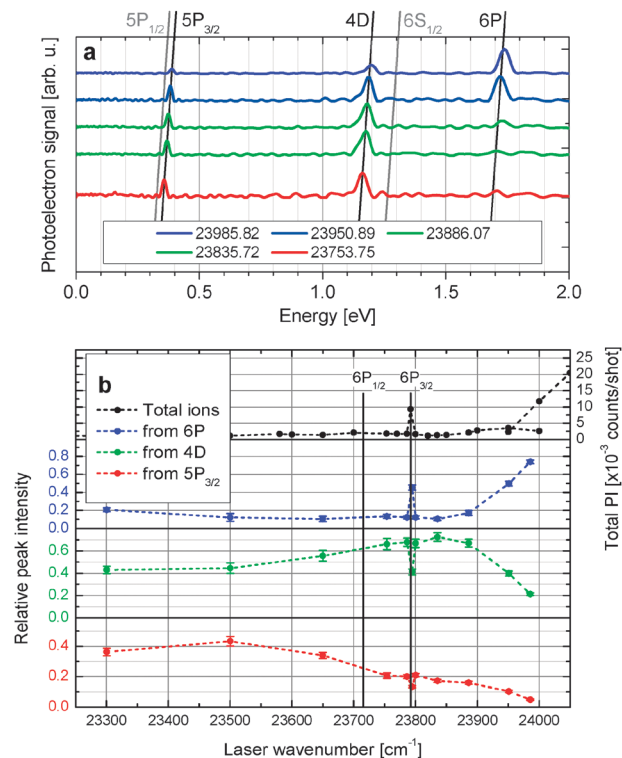 5P1/2 5P3/2 4D 6S1/2 6P
a
Photoelectron signal [arb. u.]
23985.82 23950.89 23886.07
23835.72 23753.75
0.0 0.5 1.0 1.5 2.0
Energy [eV]
b
Total ions
from 6P
from 4D
from 5P3/2
6P1/2 6P3/2
25
20
15
10
5
0
Total PI [x10-3 counts/shot]
0.8
0.6
0.4
0.2
0.0
0.6
0.4
0.2
0.0
0.4
0.2
0.0
Relative peak intensity
23300 23400 23500 23600 23700 23800 23900 24000
Laser wavenumber [cm-1]